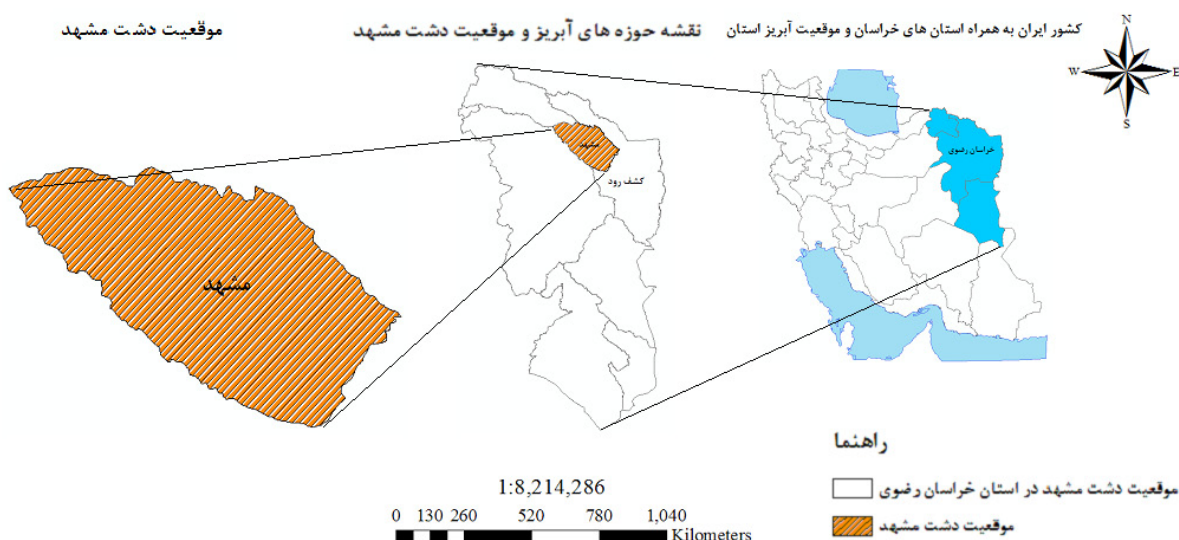 کشور ایران به همراه استان های خراسان و موقعیت آبریز استان
نقشه حوزه های آبریز و موقعیت دشت مشهد
موقعیت دشت مشهد
N
W
E
S
خراسان رضوی
مشهد
کشف رود
مشهد
راهنما
موقعیت دشت مشهد در استان خراسان رضوی
موقعیت دشت مشهد
1:8,214,286
0 130 260 520 780 1,040
Kilometers